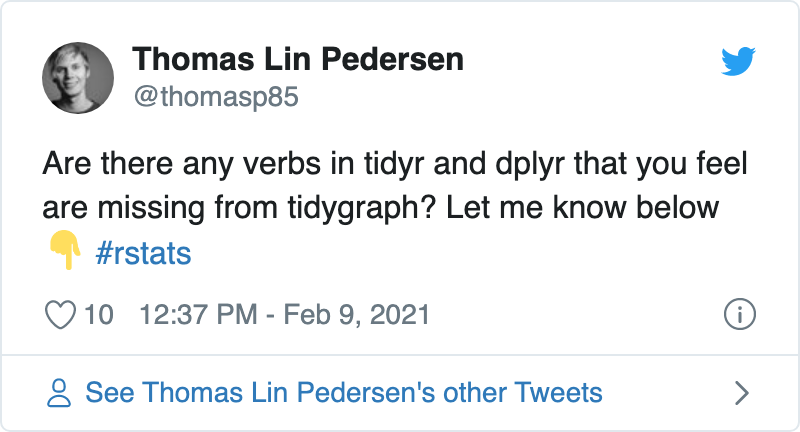 Thomas Lin Pedersen
@thomasp85
Are there any verbs in tidyr and dplyr that you feel
are missing from tidygraph? Let me know below
👇 #rstats
10 12:37 PM - Feb 9, 2021
See Thomas Lin Pedersen's other Tweets